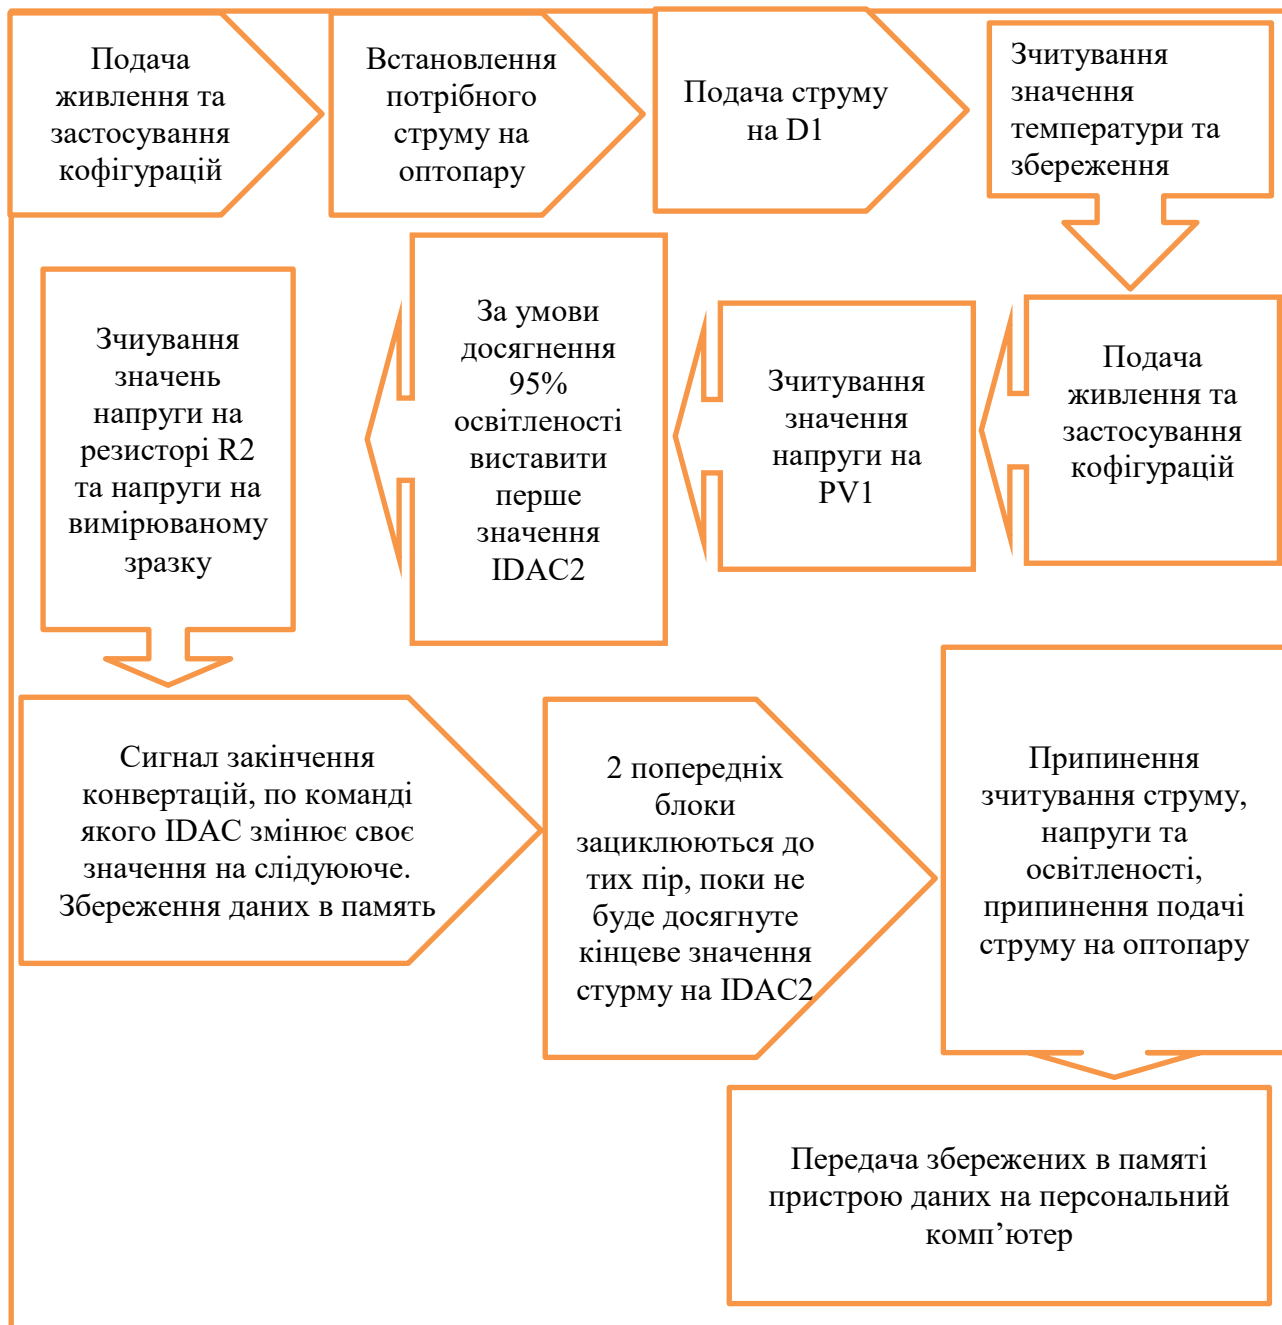 Подача
живлення та
застосування
кофігурацій
Встановлення
потрібного
струму на
оптопару
Подача струму
на D1
Зчитування
значення
температури та
збереження
Подача
живлення та
застосування
кофігурацій
Зчитування
значення
напруги на
PV1
За умови
досягнення
95%
освітленості
виставити
перше
значення
IDAC2
Зчиування
значень
напруги на
резисторі R2
та напруги на
вимірюваному
зразку
Сигнал закінчення
конвертацій, по команді
якого IDAC змінює своє
значення на слідуююче.
Збереження даних в память
2 попередніх
блоки
зациклюються до
тих пір, поки не
буде досягнуте
кінцеве значення
стурму на IDAC2
Припинення
зчитування струму,
напруги та
освітленості,
припинення подачі
струму на оптопару
Передача збережених в памяті
пристрою даних на персональний
комп’ютер